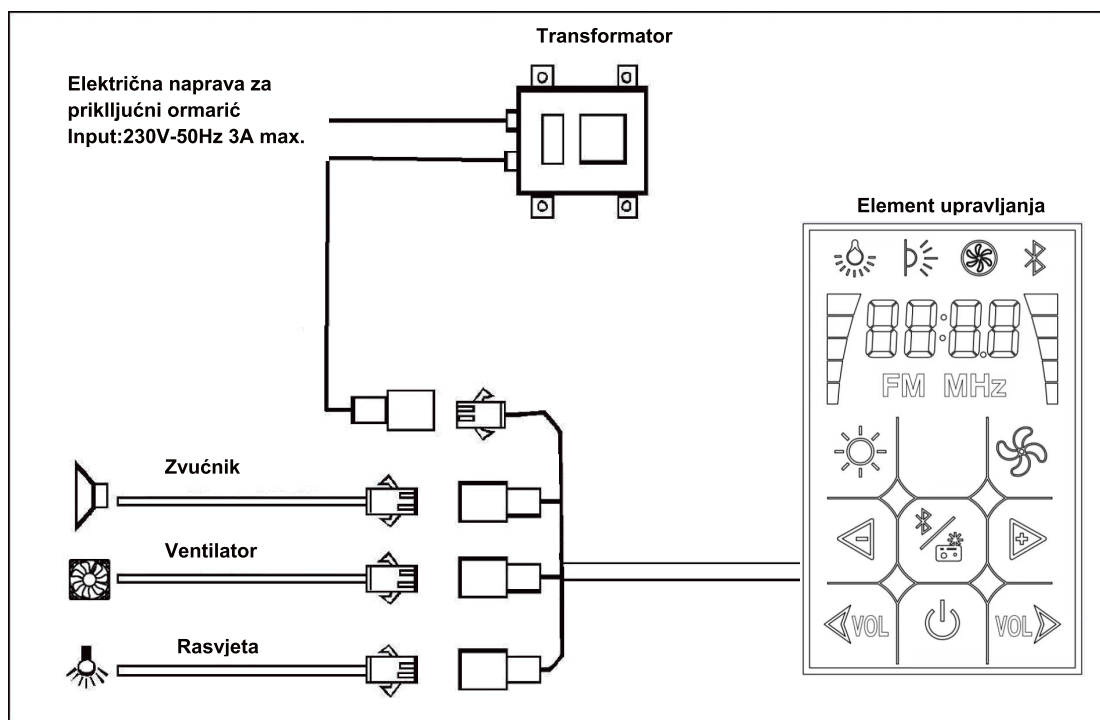 Transformator
Električna naprava za
priklljućni ormarić
Input:230V-50Hz 3A max.
Element upravljanja
88:8.8
FM MHz
Zvućnik
Ventilator
Rasvjeta
VOL
VOL